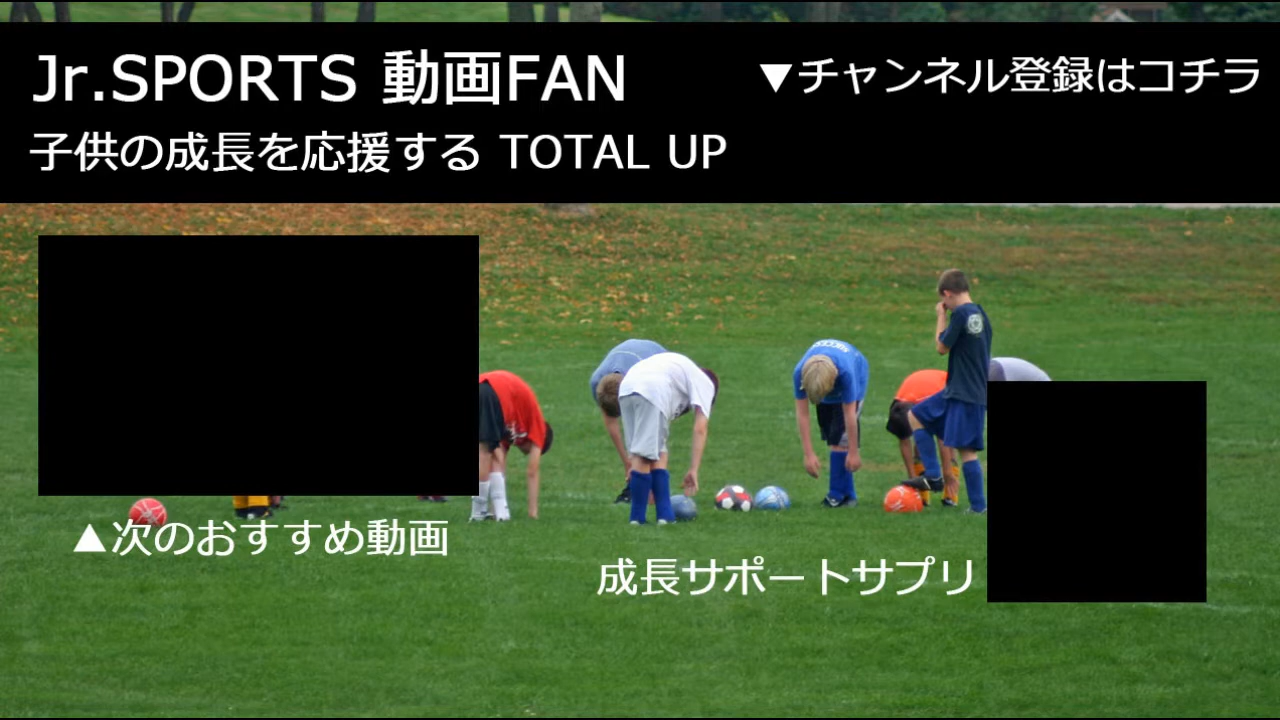 Jr.SPORTS 動画FAN
▼チャンネル登録はコチラ
子供の成長を応援する TOTAL UP
▲次のおすすめ動画
成長サポートサプリ